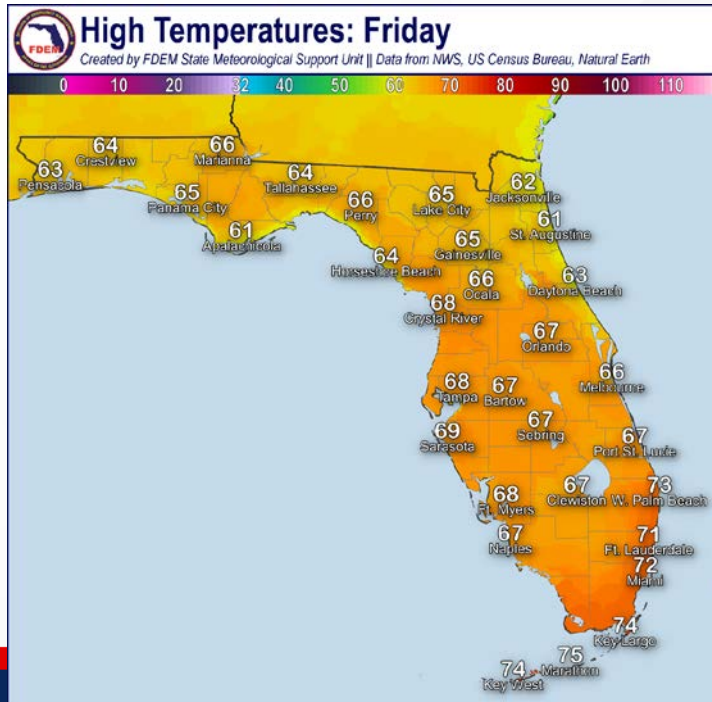 High Temperatures: Friday
FDEM
Created by FDEM State Meteorological Support Unit || Data from NWS, US Census Bureau, Natural Earth
0 10 20 32 40 50 60 70 80 90 100 110
64
Crestview
66
Marianna
63
Pensacola
64
Tallahassee
65
Panama City
66
Perry
65
Lake City
62
Jacksonville
61
Apalachicola
61
St. Augustine
65
Gainesville
64
Horseshoe Beach
66
Ocala
63
Daytona Beach
68
Crystal River
67
Orlando
66
Melbourne
68
Tampa
67
Bartow
69
Sarasota
67
Sebring
67
Port St. Lucie
68
Ft. Myers
67
Clewiston
73
W. Palm Beach
67
Naples
71
Ft. Lauderdale
72
Miami
74
Key Largo
75
Marathon
74
Key West